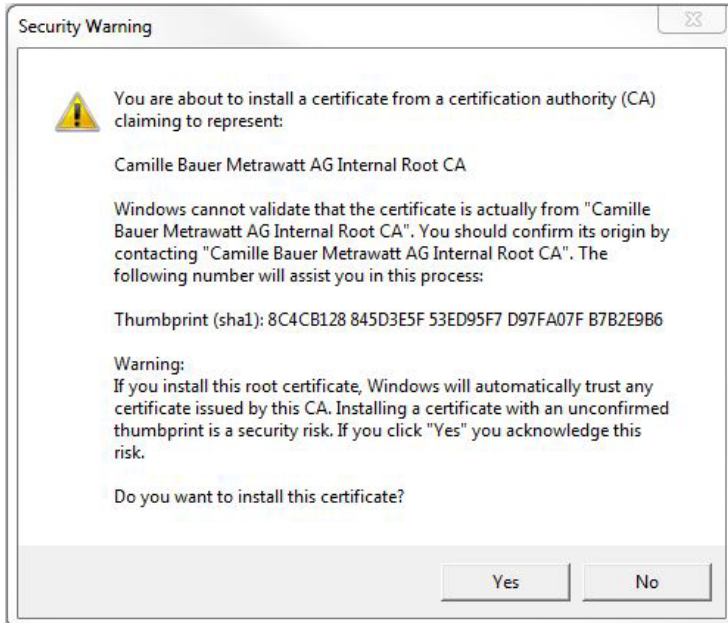 Security Warning
You are about to install a certificate from a certification authority (CA)
claiming to represent:
Camille Bauer Metrawatt AG Internal Root CA
Windows cannot validate that the certificate is actually from "Camille
Bauer Metrawatt AG Internal Root CA". You should confirm its origin by
contacting "Camille Bauer Metrawatt AG Internal Root CA". The
following number will assist you in this process:
Thumbprint (sha1): 8C4CB128 845D3E5F 53ED95F7 D97FA07F B7B2E9B6
Warning:
If you install this root certificate, Windows will automatically trust any
certificate issued by this CA. Installing a certificate with an unconfirmed
thumbprint is a security risk. If you click "Yes" you acknowledge this
risk.
Do you want to install this certificate?
Yes
No